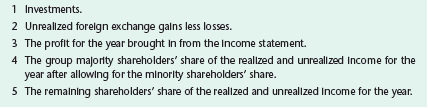 1 Investments.
2 Unrealized foreign exchange gains less losses.
3 The profit for the year brought in from the income statement.
4 The group majority shareholders’ share of the realized and unrealized income for the
year after allowing for the minority shareholders’ share.
5 The remaining shareholders’ share of the realized and unrealized income for the year.